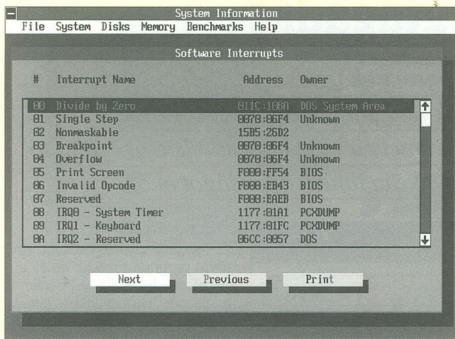 System Information
File System Disks Memory Benchmarks Help
Software Interrupts
# Interrupt Name Address Owner
00 Divide by Zero 011C:108A DOS System Area
01 Single Step 0070:06F4 Unknown
02 Nonmaskable 15B5:26D2
03 Breakpoint 0070:06F4 Unknown
04 Overflow 0070:06F4 Unknown
05 Print Screen F000:FF54 BIOS
06 Invalid Opcode F000:EB43 BIOS
07 Reserved F000:EAEB BIOS
08 IRQ0 - System Timer 1177:01A1 PCXDUMP
09 IRQ1 - Keyboard 1177:01FC PCXDUMP
0A IRQ2 - Reserved 06CC:0057 DOS
Next Previous Print